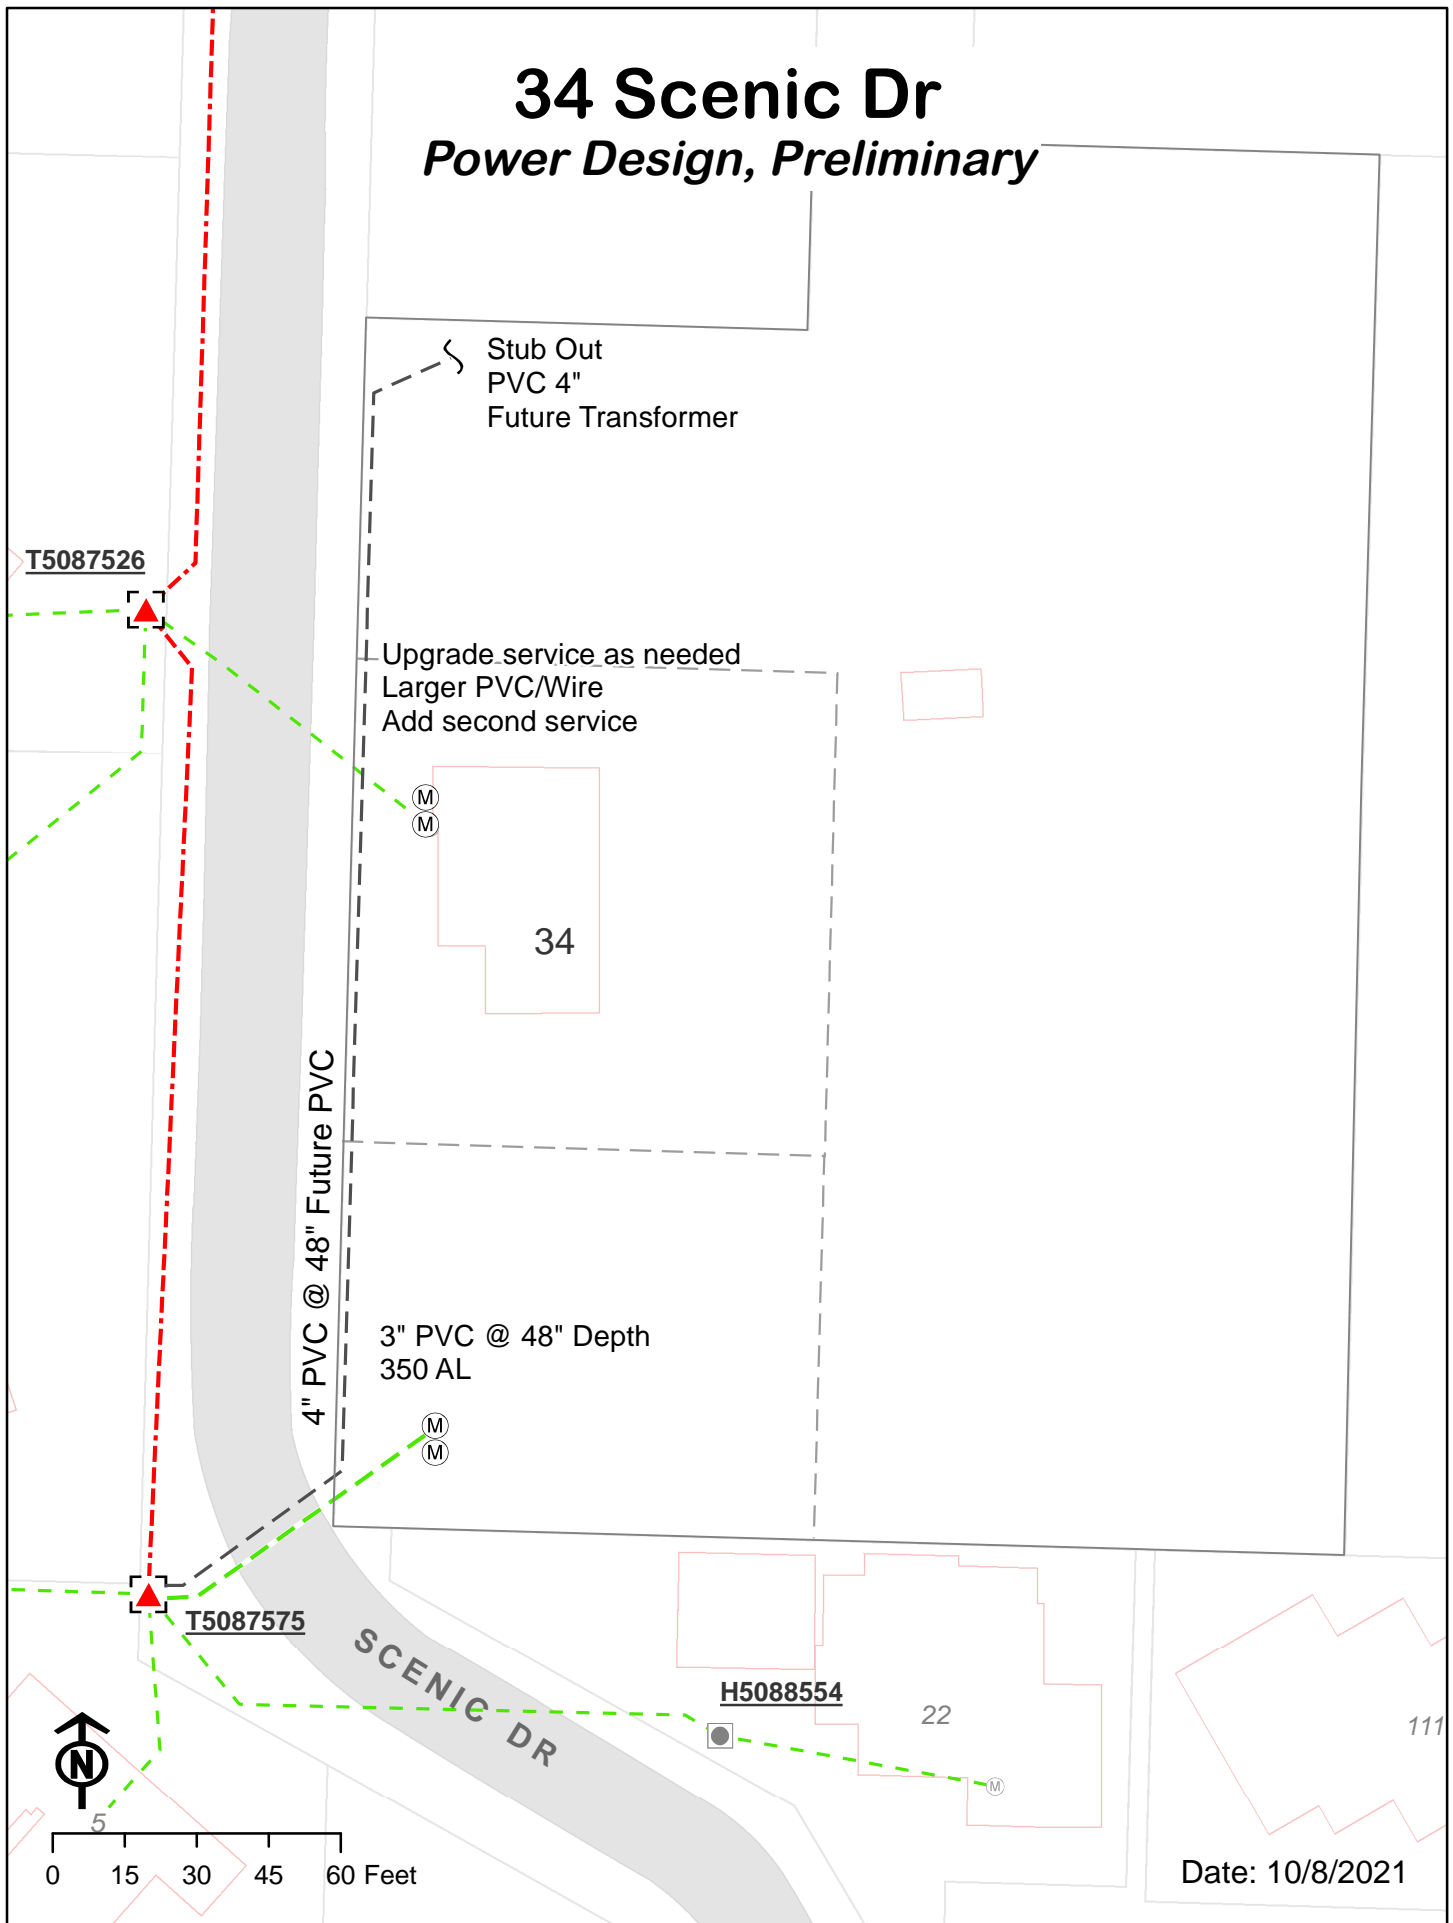 34 Scenic Dr
Power Design, Preliminary
Stub Out
PVC 4"
Future Transformer
T5087526
Upgrade service as needed
Larger PVC/Wire
Add second service
M
M
34
4" PVC @ 48" Future PVC
3" PVC @ 48" Depth
350 AL
M
M
T5087575
SCENIC DR
H5088554
22
111
M
N
5
0 15 30 45 60 Feet
Date: 10/8/2021